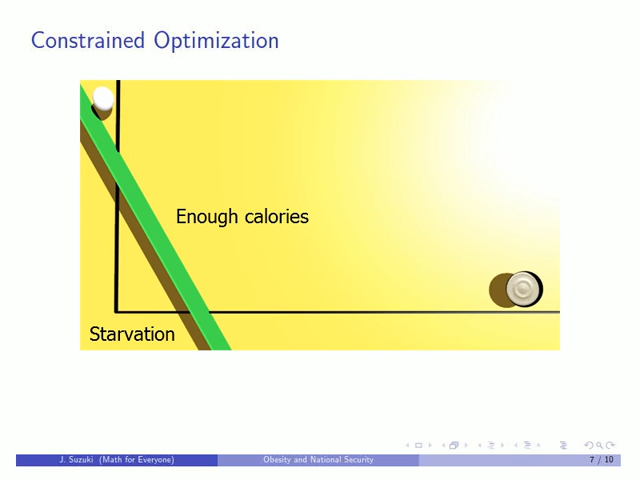 Constrained Optimization
Enough calories
Starvation
J. Suzuki (Math for Everyone)
Obesity and National Security
7 / 10